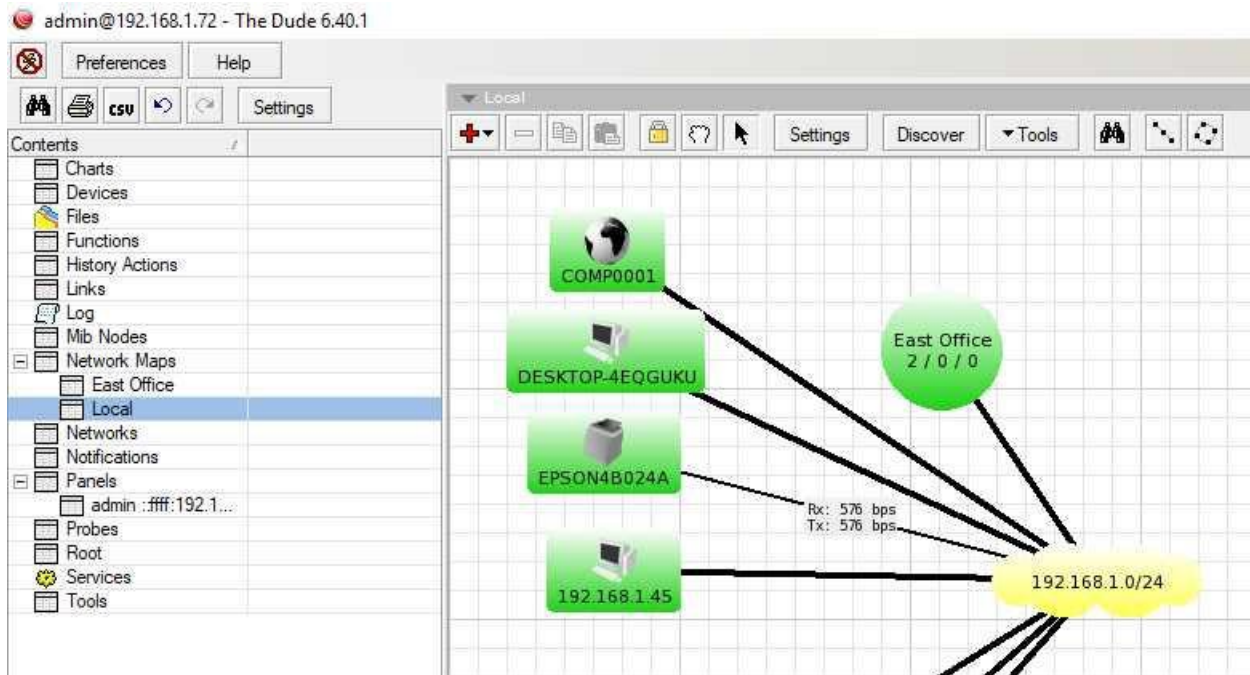 admin@192.168.1.72 - The Dude 6.40.1
Preferences Help
csv Settings
Contents
Charts
Devices
Files
Functions
History Actions
Links
Log
Mib Nodes
Network Maps
East Office
Local
Networks
Notifications
Panels
admin ::ffff:192.1...
Probes
Root
Services
Tools
Local
Settings Discover Tools
COMP0001
DESKTOP-4EQGUKU
EPSON4B024A
192.168.1.45
East Office
2 / 0 / 0
Rx: 576 bps
Tx: 576 bps
192.168.1.0/24